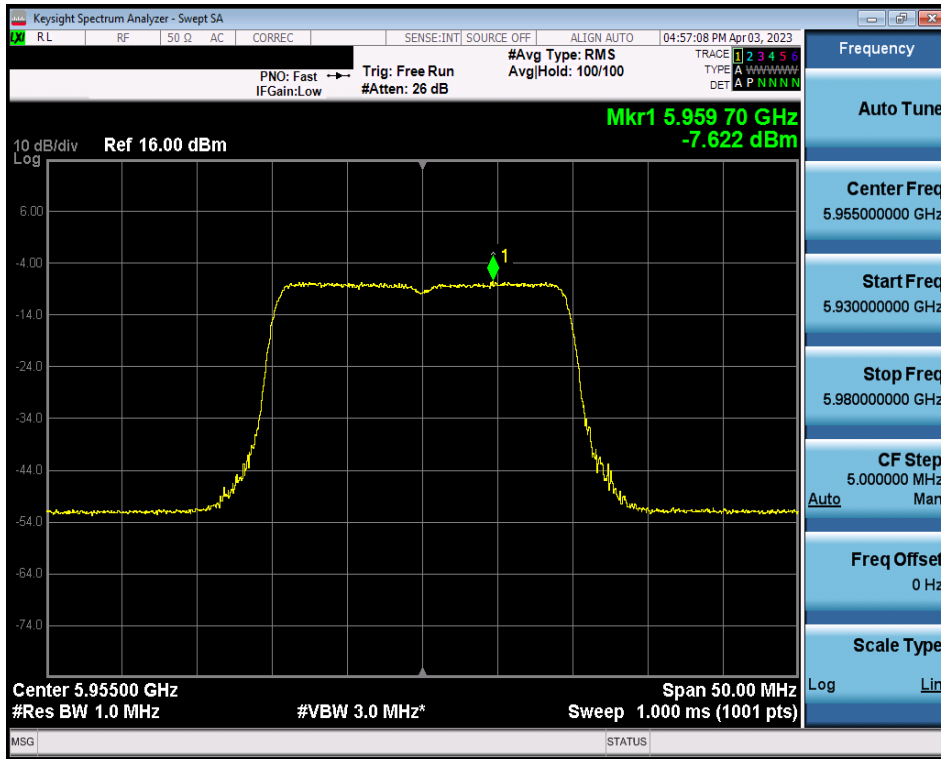 Keysight Spectrum Analyzer - Swept SA
LXI RL RF 50 Ω AC CORREC SENSE:INT SOURCE OFF ALIGN AUTO 04:57:08 PM Apr 03, 2023
PNO: Fast Trig: Free Run #Avg Type: RMS TRACE 1 2 3 4 5 6
IFGain:Low #Atten: 26 dB Avg|Hold: 100/100 TYPE A WWWWW
DET A P N N N N
Mkr1 5.959 70 GHz
-7.622 dBm
10 dB/div Ref 16.00 dBm
Log
6.00
-4.00
1
-14.0
-24.0
-34.0
-44.0
-54.0
-64.0
-74.0
Center 5.95500 GHz Span 50.00 MHz
#Res BW 1.0 MHz #VBW 3.0 MHz* Sweep 1.000 ms (1001 pts)
MSG STATUS
Frequency
Auto Tune
Center Freq
5.955000000 GHz
Start Freq
5.930000000 GHz
Stop Freq
5.980000000 GHz
CF Step
5.000000 MHz
Auto Man
Freq Offset
0 Hz
Scale Type
Log Lin